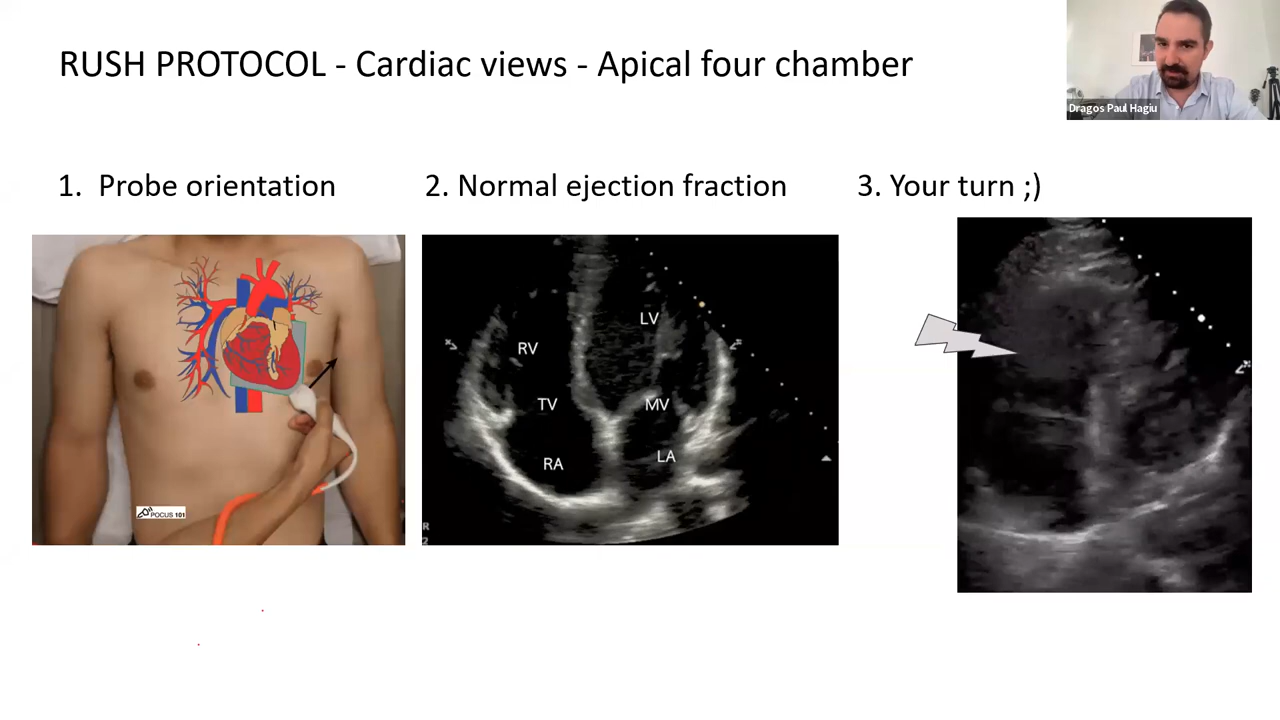 RUSH PROTOCOL - Cardiac views - Apical four chamber
Dragos Paul Hagiu
1. Probe orientation
2. Normal ejection fraction
3. Your turn ;)
POCUS 101
LV
RV
TV
MV
RA
LA
R
2